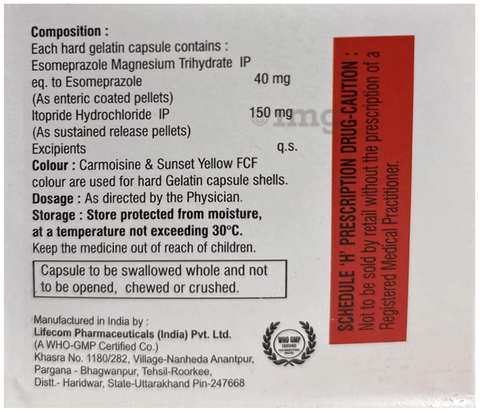 Composition :
Each hard gelatin capsule contains :
Esomeprazole Magnesium Trihydrate IP
eq. to Esomeprazole 40 mg
(As enteric coated pellets)
Itopride Hydrochloride IP 150 mg
(As sustained release pellets)
Excipients q.s.
Colour : Carmoisine & Sunset Yellow FCF
colour are used for hard Gelatin capsule shells.
Dosage : As directed by the Physician.
Storage : Store protected from moisture,
at a temperature not exceeding 30°C.
Keep the medicine out of reach of children.
Capsule to be swallowed whole and not
to be opened, chewed or crushed.
Manufactured in India by :
Lifecom Pharmaceuticals (India) Pvt. Ltd.
(A WHO-GMP Certified Co.)
Khasra No. 1180/282, Village-Nanheda Anantpur,
Pargana - Bhagwanpur, Tehsil-Roorkee,
Distt.- Haridwar, State-Uttarakhand Pin-247668
WHO GMP
CERTIFIED
SCHEDULE 'H' PRESCRIPTION DRUG-CAUTION :
Not to be sold by retail without the prescription of a
Registered Medical Practitioner.